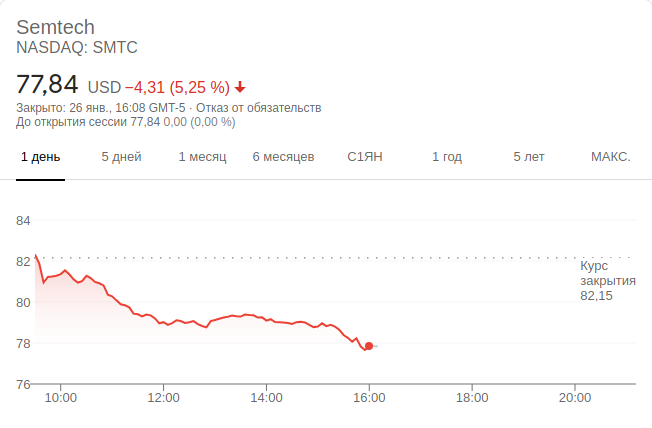 Semtech
NASDAQ: SMTC
77,84 USD −4,31 (5,25 %)
Закрыто: 26 янв., 16:08 GMT-5 · Отказ от обязательств
До открытия сессии 77,84 0,00 (0,00 %)
1 день 5 дней 1 месяц 6 месяцев С1ЯН 1 год 5 лет МАКС.
84
82
Курс
закрытия
82,15
80
78
76
10:00 12:00 14:00 16:00 18:00 20:00